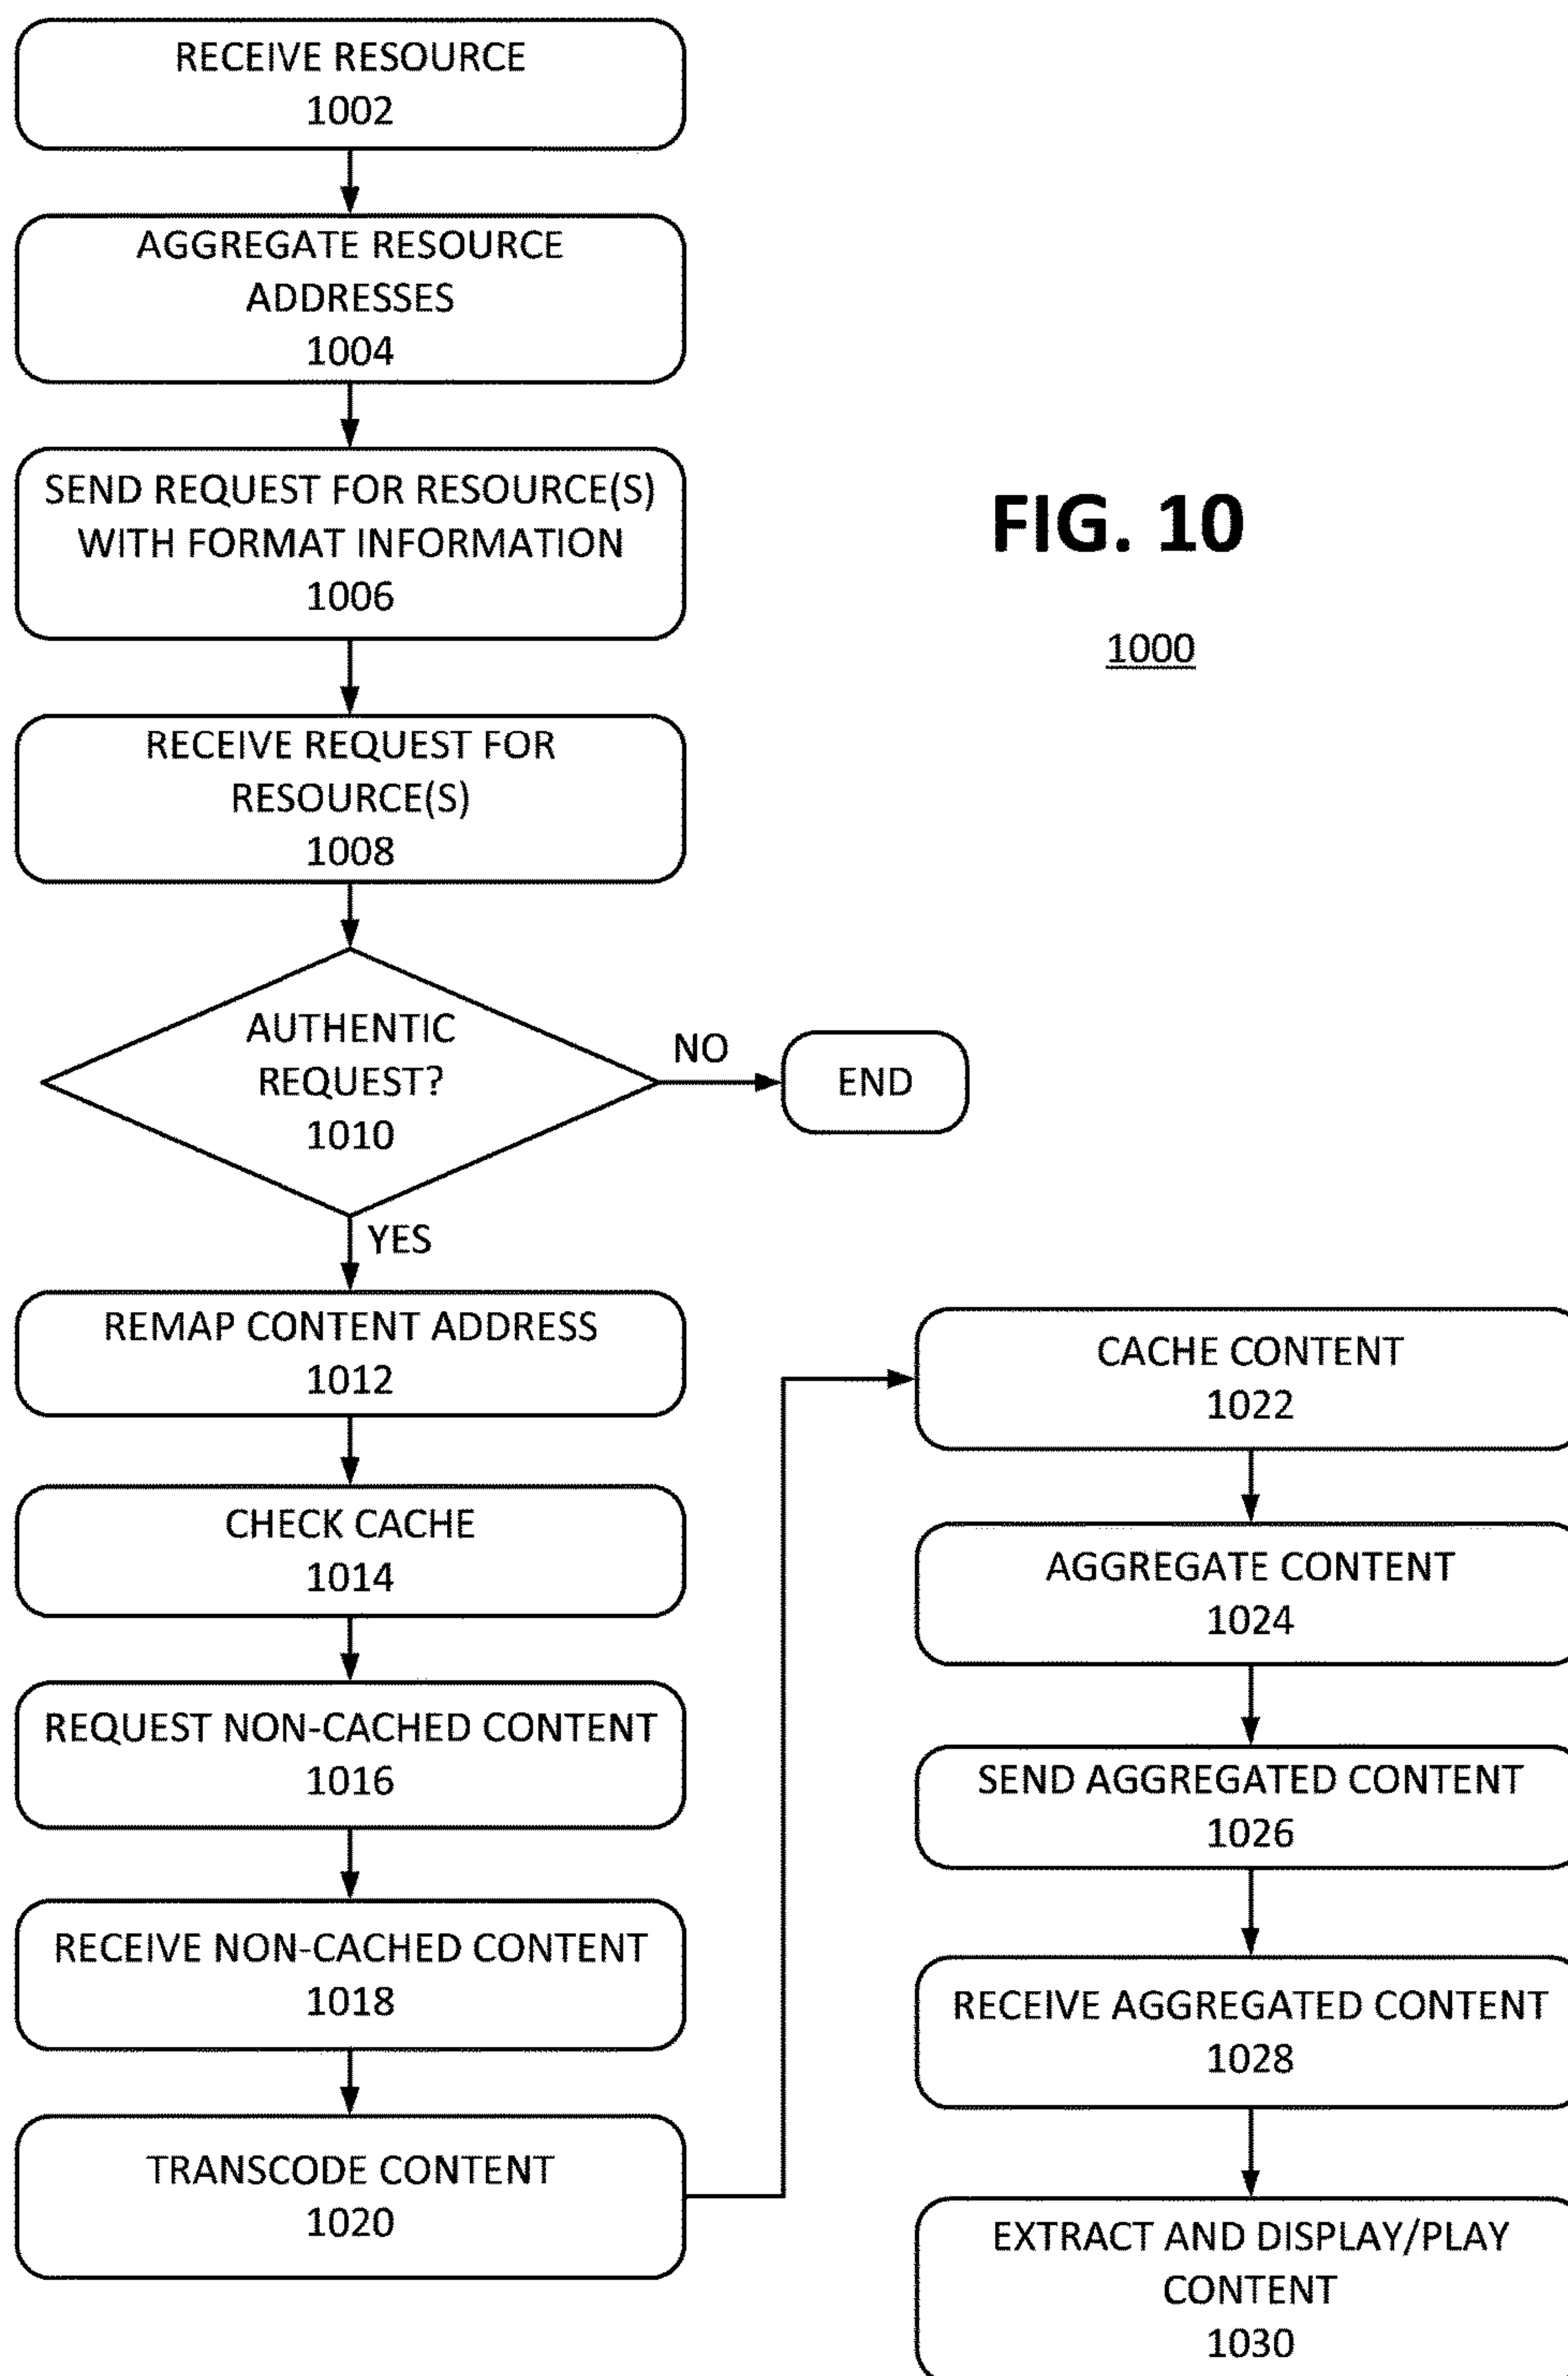 RECEIVE RESOURCE
1002
AGGREGATE RESOURCE
ADDRESSES
1004
SEND REQUEST FOR RESOURCE(S)
WITH FORMAT INFORMATION
1006
FIG. 10
1000
RECEIVE REQUEST FOR
RESOURCE(S)
1008
AUTHENTIC
REQUEST?
1010
NO
END
YES
REMAP CONTENT ADDRESS
1012
CHECK CACHE
1014
REQUEST NON-CACHED CONTENT
1016
RECEIVE NON-CACHED CONTENT
1018
TRANSCODE CONTENT
1020
CACHE CONTENT
1022
AGGREGATE CONTENT
1024
SEND AGGREGATED CONTENT
1026
RECEIVE AGGREGATED CONTENT
1028
EXTRACT AND DISPLAY/PLAY
CONTENT
1030